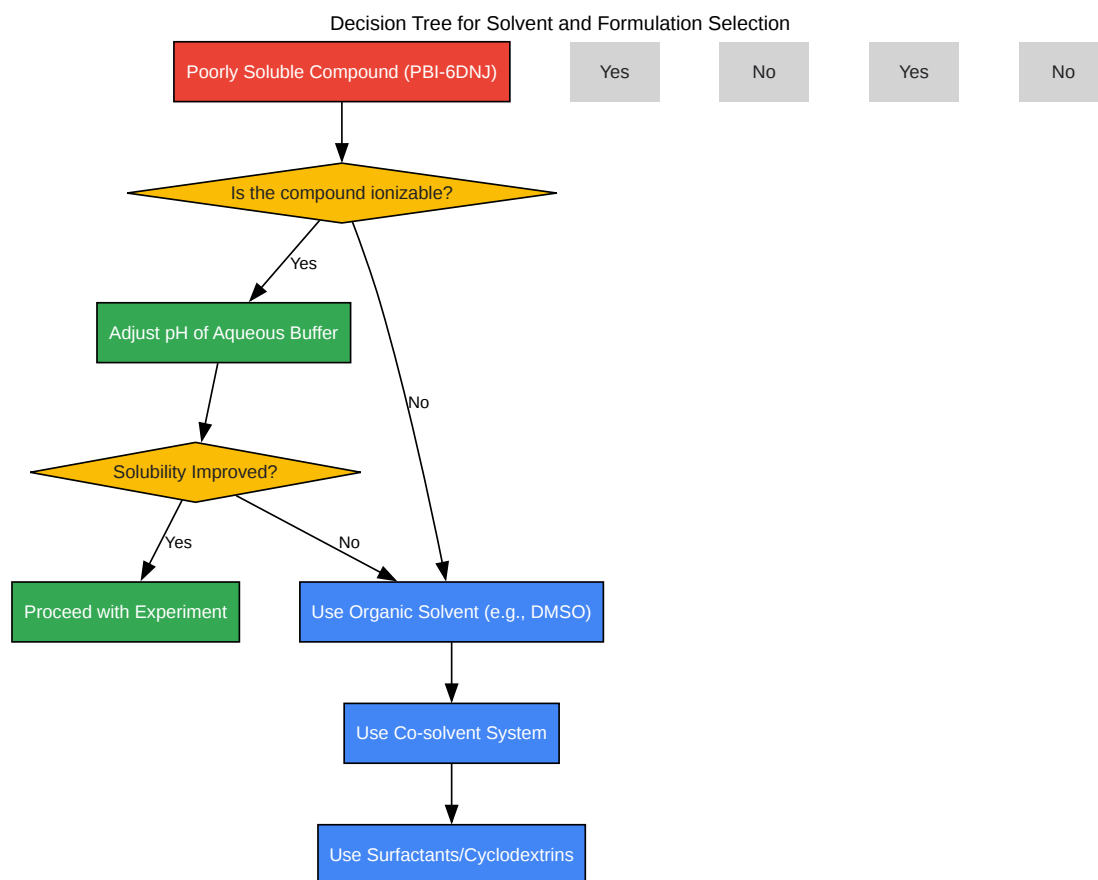 Decision Tree for Solvent and Formulation Selection
Poorly Soluble Compound (PBI-6DNJ)
Yes
No
Yes
No
Is the compound ionizable?
Yes
Adjust pH of Aqueous Buffer
No
Solubility Improved?
Yes
No
Proceed with Experiment
Use Organic Solvent (e.g., DMSO)
Use Co-solvent System
Use Surfactants/Cyclodextrins